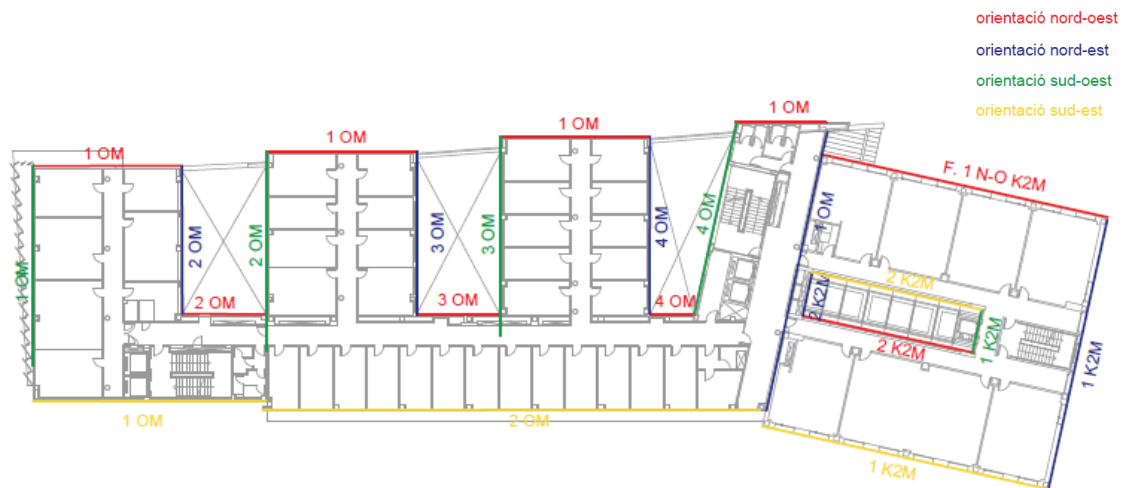 orientació nord-oest
orientació nord-est
orientació sud-oest
orientació sud-est
1 OM
1 OM
1 OM
1 OM
F. 1 N-O K2M
1 OM
2 OM
2 OM
3 OM
3 OM
4 OM
4 OM
1 OM
2 OM
3 OM
4 OM
2 K2M
2 K2M
2 K2M
1 K2M
1 K2M
1 OM
2 OM
1 K2M